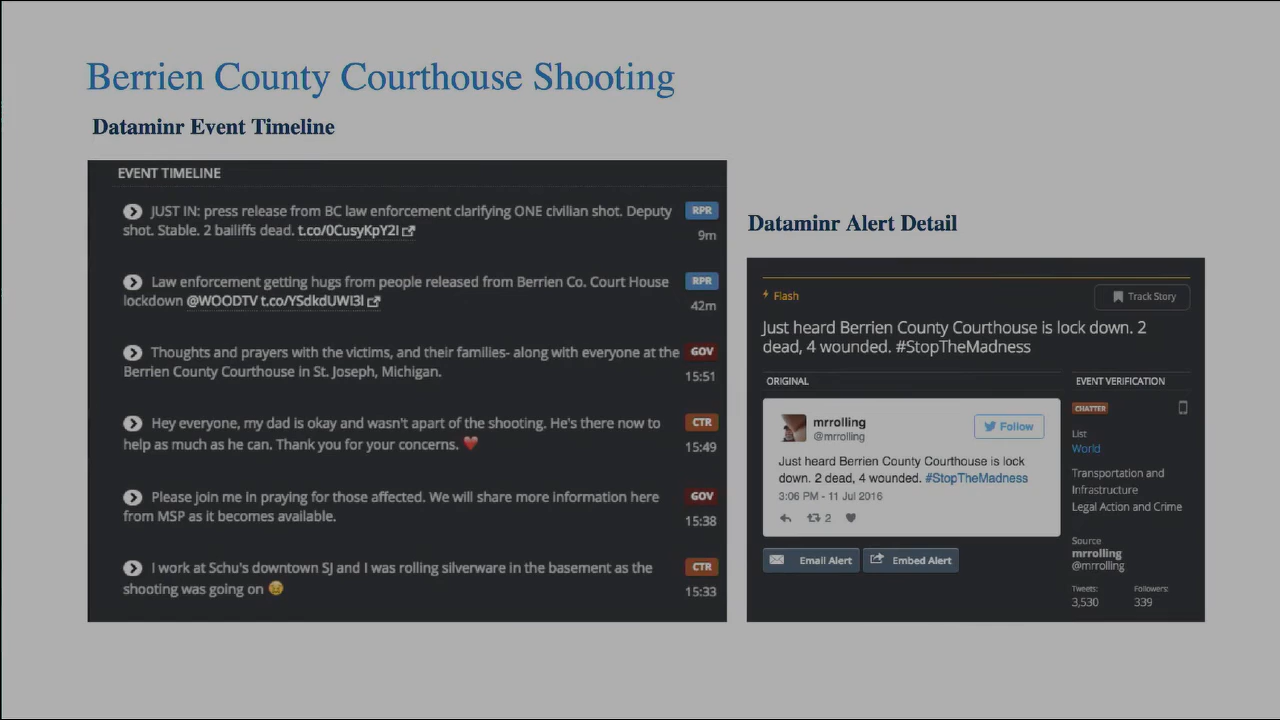 Berrien County Courthouse Shooting
Dataminr Event Timeline
EVENT TIMELINE
JUST IN: press release from BC law enforcement clarifying ONE civilian shot. Deputy
shot. Stable. 2 bailiffs dead. t.co/0CusyKpY2I
RPR
9m
Law enforcement getting hugs from people released from Berrien Co. Court House
lockdown @WOODTV t.co/YSdkdUWI3l
RPR
42m
Thoughts and prayers with the victims, and their families- along with everyone at the
Berrien County Courthouse in St. Joseph, Michigan.
GOV
15:51
Hey everyone, my dad is okay and wasn't apart of the shooting. He's there now to
help as much as he can. Thank you for your concerns. ❤️
CTR
15:49
Please join me in praying for those affected. We will share more information here
from MSP as it becomes available.
GOV
15:38
I work at Schu's downtown SJ and I was rolling silverware in the basement as the
shooting was going on
CTR
15:33
Dataminr Alert Detail
Flash
Track Story
Just heard Berrien County Courthouse is lock down. 2
dead, 4 wounded. #StopTheMadness
ORIGINAL
mrrolling
@mrrolling
Follow
Just heard Berrien County Courthouse is lock
down. 2 dead, 4 wounded. #StopTheMadness
3:06 PM - 11 Jul 2016
2
Email Alert
Embed Alert
EVENT VERIFICATION
CHATTER
List
World
Transportation and
Infrastructure
Legal Action and Crime
Source
mrrolling
@mrrolling
Tweets:
Followers:
3,530
339